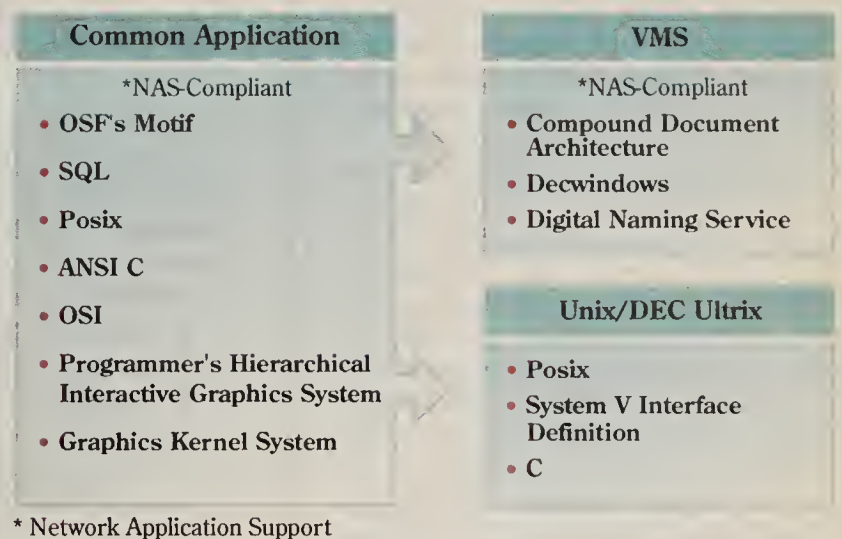 Common Application
*NAS-Compliant
• OSF's Motif
• SQL
• Posix
• ANSI C
• OSI
• Programmer's Hierarchical
Interactive Graphics System
• Graphics Kernel System
VMS
*NAS-Compliant
• Compound Document
Architecture
• Decwindows
• Digital Naming Service
Unix/DEC Ultrix
• Posix
• System V Interface
Definition
• C
* Network Application Support